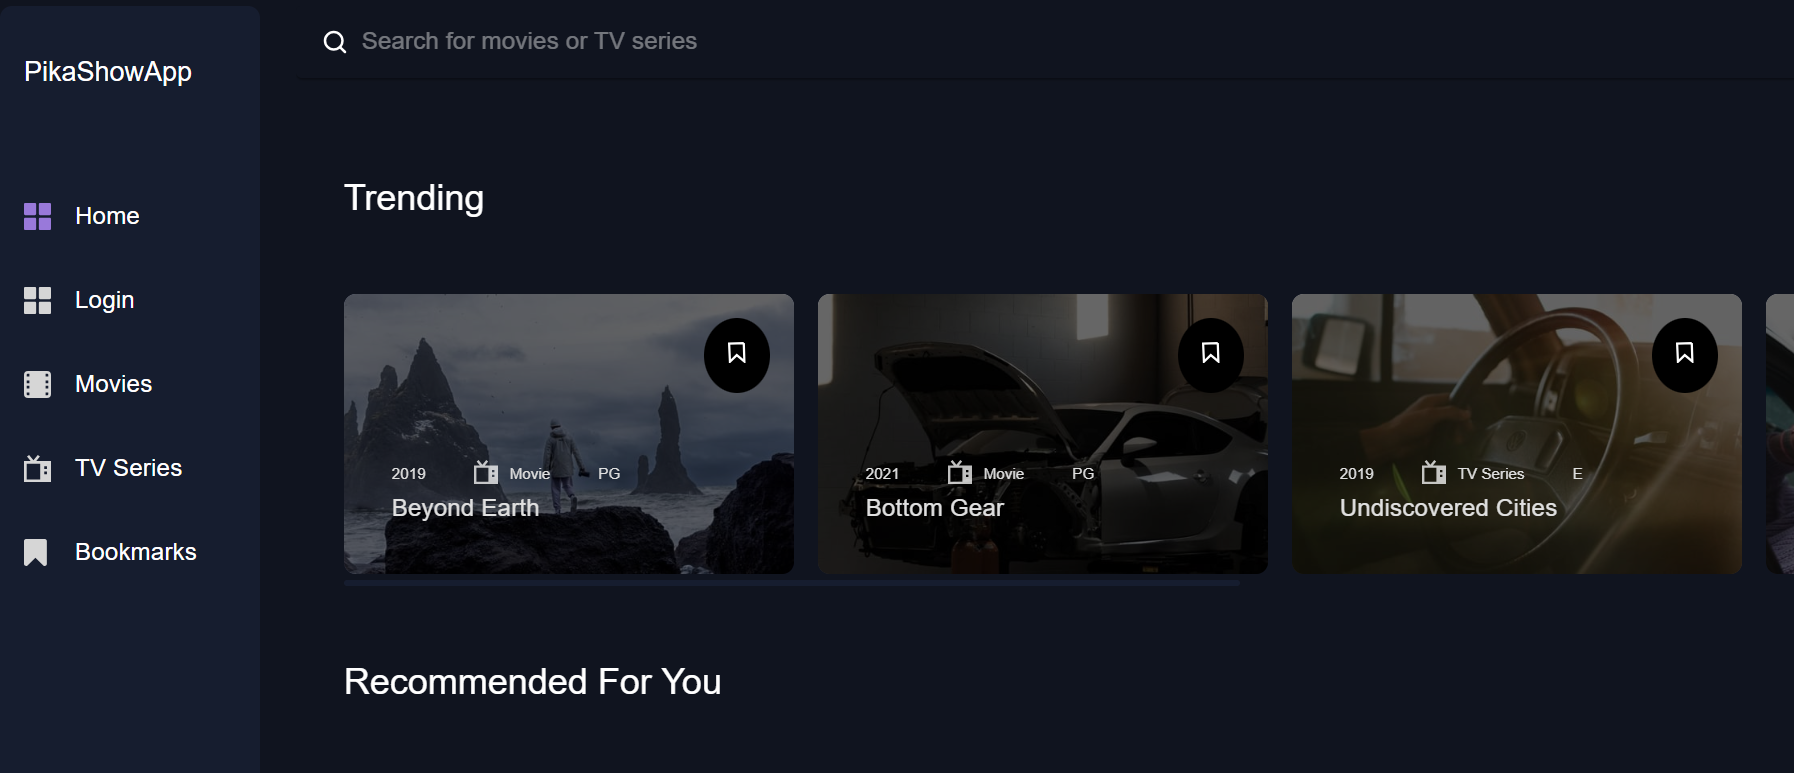 PikaShowApp
Search for movies or TV series
Home
Login
Movies
TV Series
Bookmarks
Trending
2019 Movie PG
Beyond Earth
2021 Movie PG
Bottom Gear
2019 TV Series E
Undiscovered Cities
Recommended For You